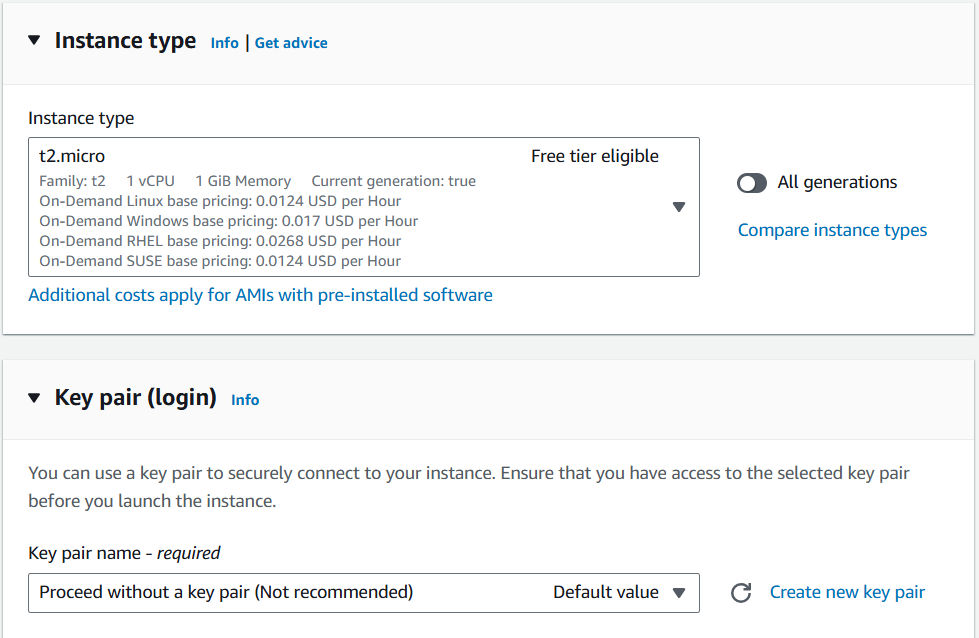 Instance type Info | Get advice
Instance type
t2.micro Free tier eligible
Family: t2 1 vCPU 1 GiB Memory Current generation: true
On-Demand Linux base pricing: 0.0124 USD per Hour
On-Demand Windows base pricing: 0.017 USD per Hour
On-Demand RHEL base pricing: 0.0268 USD per Hour
On-Demand SUSE base pricing: 0.0124 USD per Hour
All generations
Compare instance types
Additional costs apply for AMIs with pre-installed software
Key pair (login) Info
You can use a key pair to securely connect to your instance. Ensure that you have access to the selected key pair
before you launch the instance.
Key pair name - required
Proceed without a key pair (Not recommended) Default value
Create new key pair